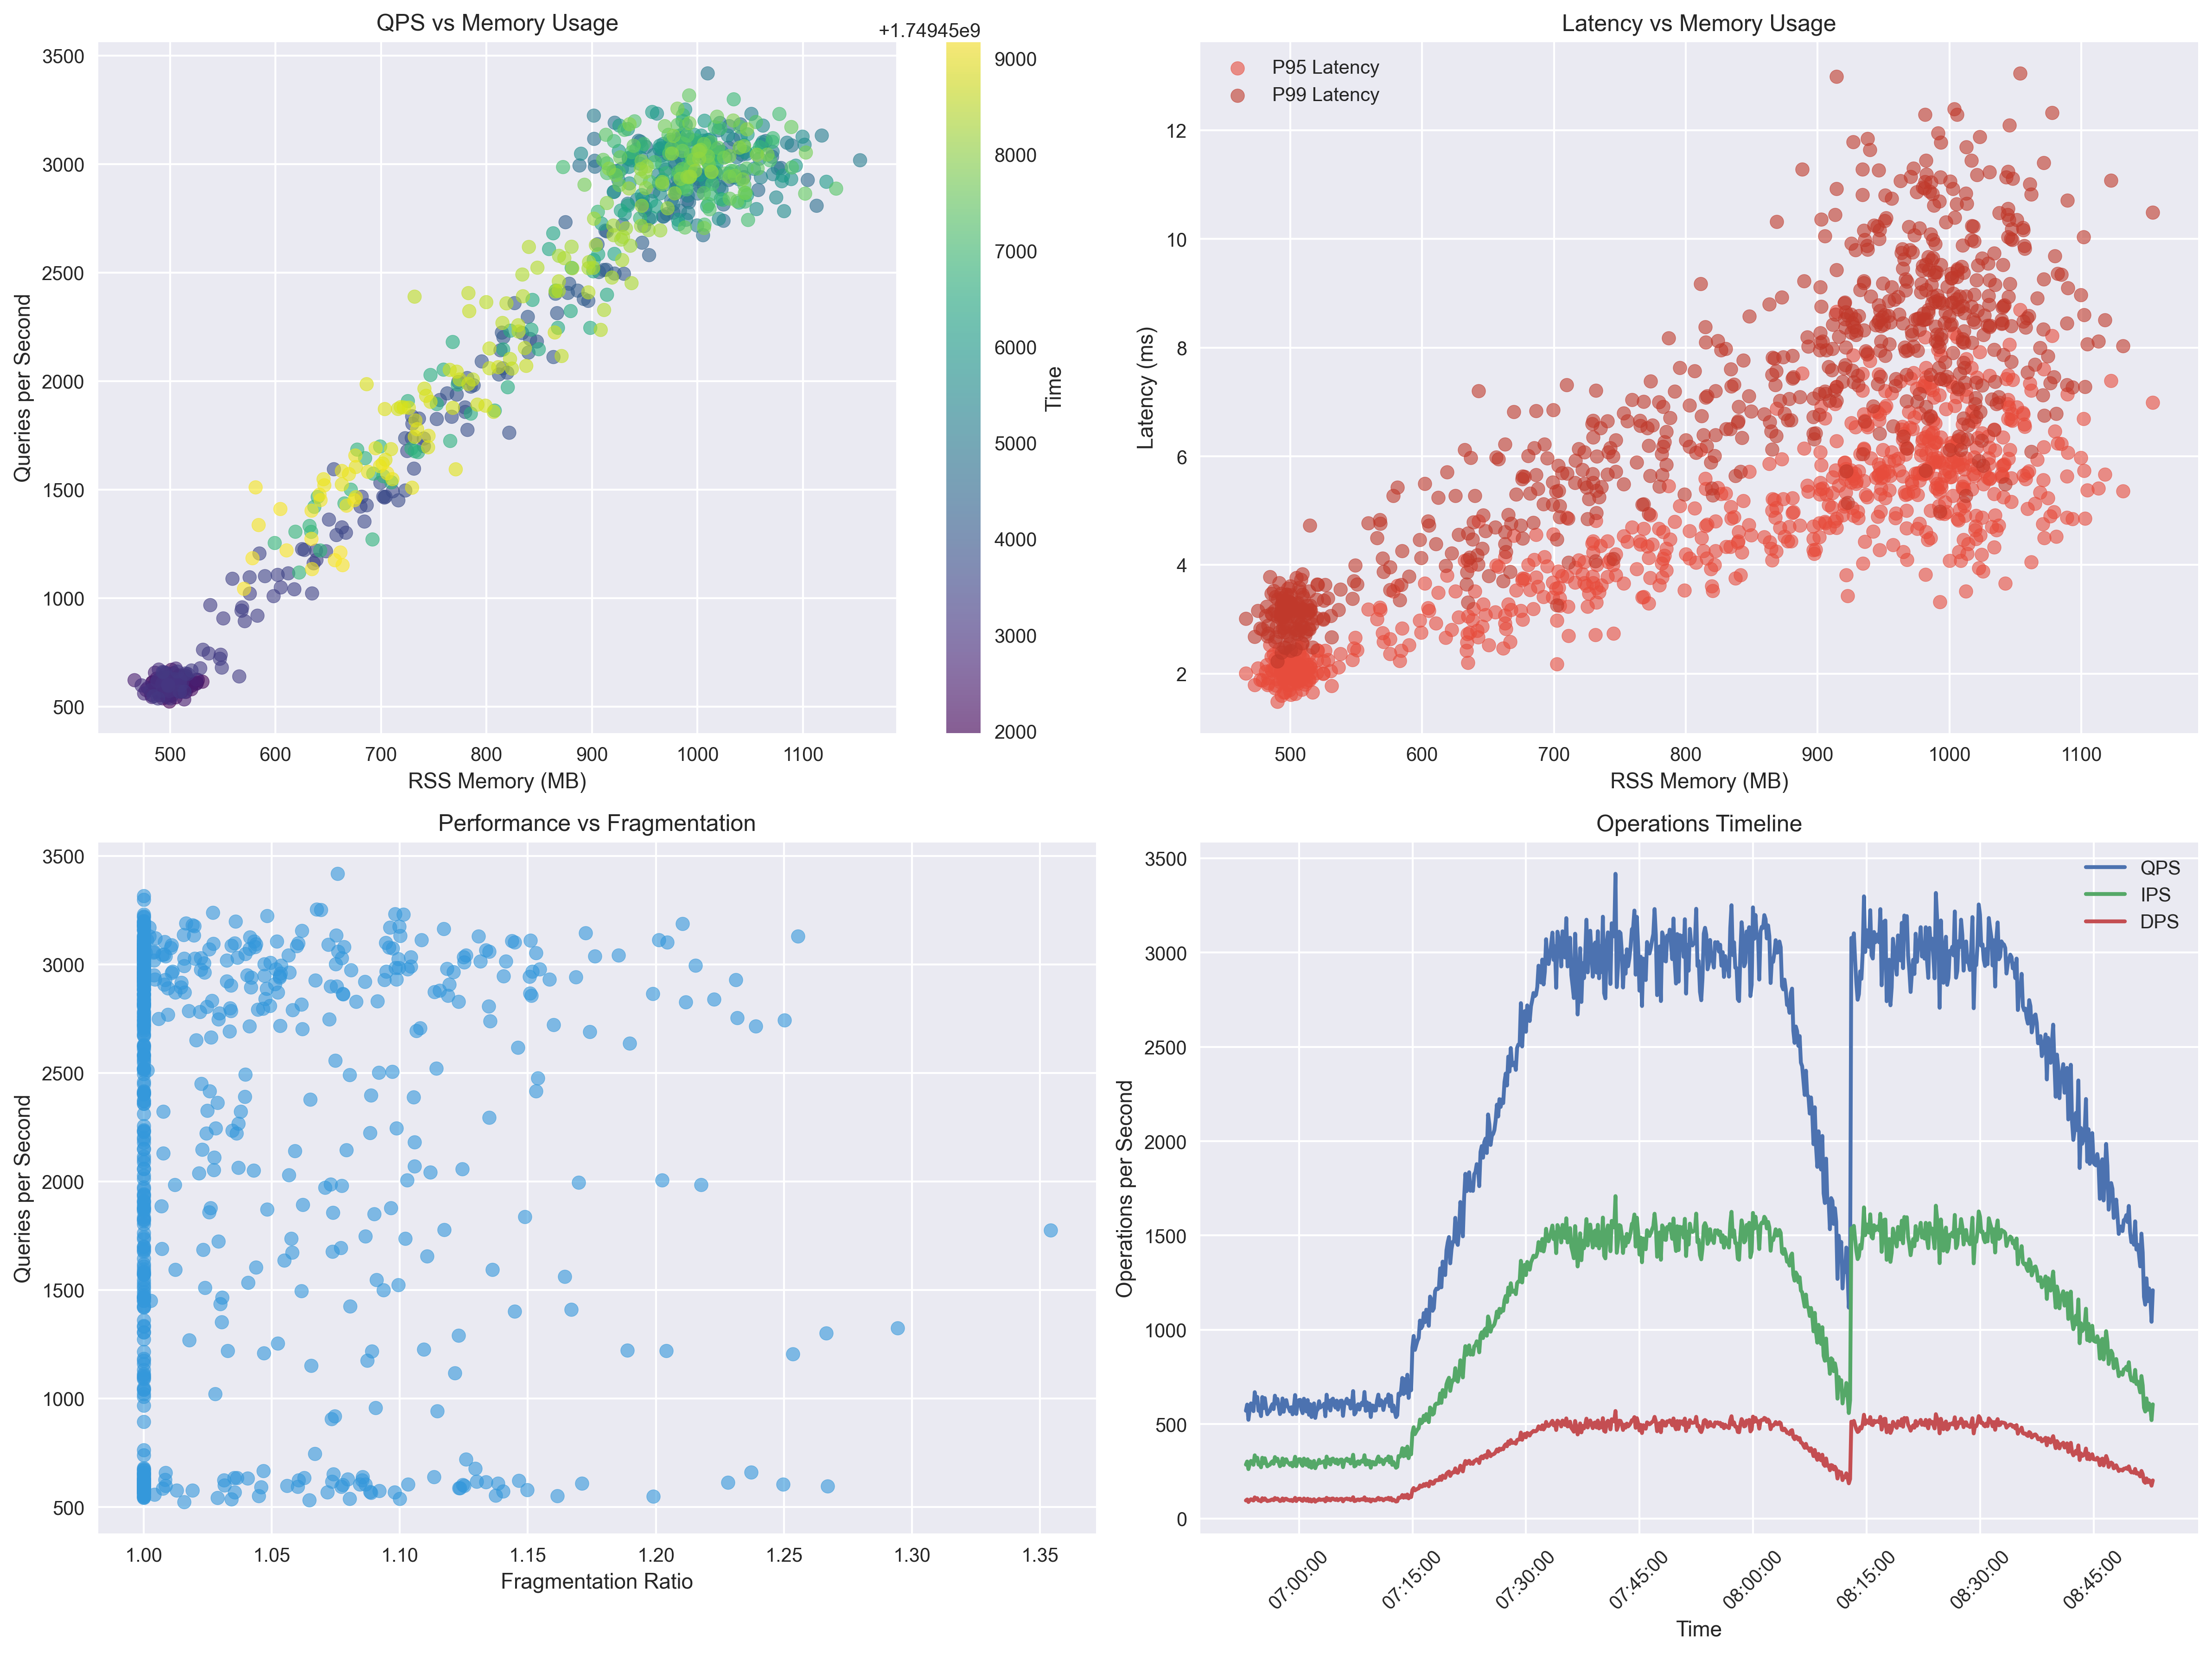 QPS vs Memory Usage
+1.74945e9
3500
3000
2500
2000
1500
1000
500
Queries per Second
500 600 700 800 900 1000 1100
RSS Memory (MB)
9000
8000
7000
6000
5000
4000
3000
2000
Time
Latency vs Memory Usage
P95 Latency
P99 Latency
12
10
8
6
4
2
Latency (ms)
500 600 700 800 900 1000 1100
RSS Memory (MB)
Performance vs Fragmentation
3500
3000
2500
2000
1500
1000
500
Queries per Second
1.00 1.05 1.10 1.15 1.20 1.25 1.30 1.35
Fragmentation Ratio
Operations Timeline
QPS
IPS
DPS
3500
3000
2500
2000
1500
1000
500
0
Operations per Second
07:00:00 07:15:00 07:30:00 07:45:00 08:00:00 08:15:00 08:30:00 08:45:00
Time